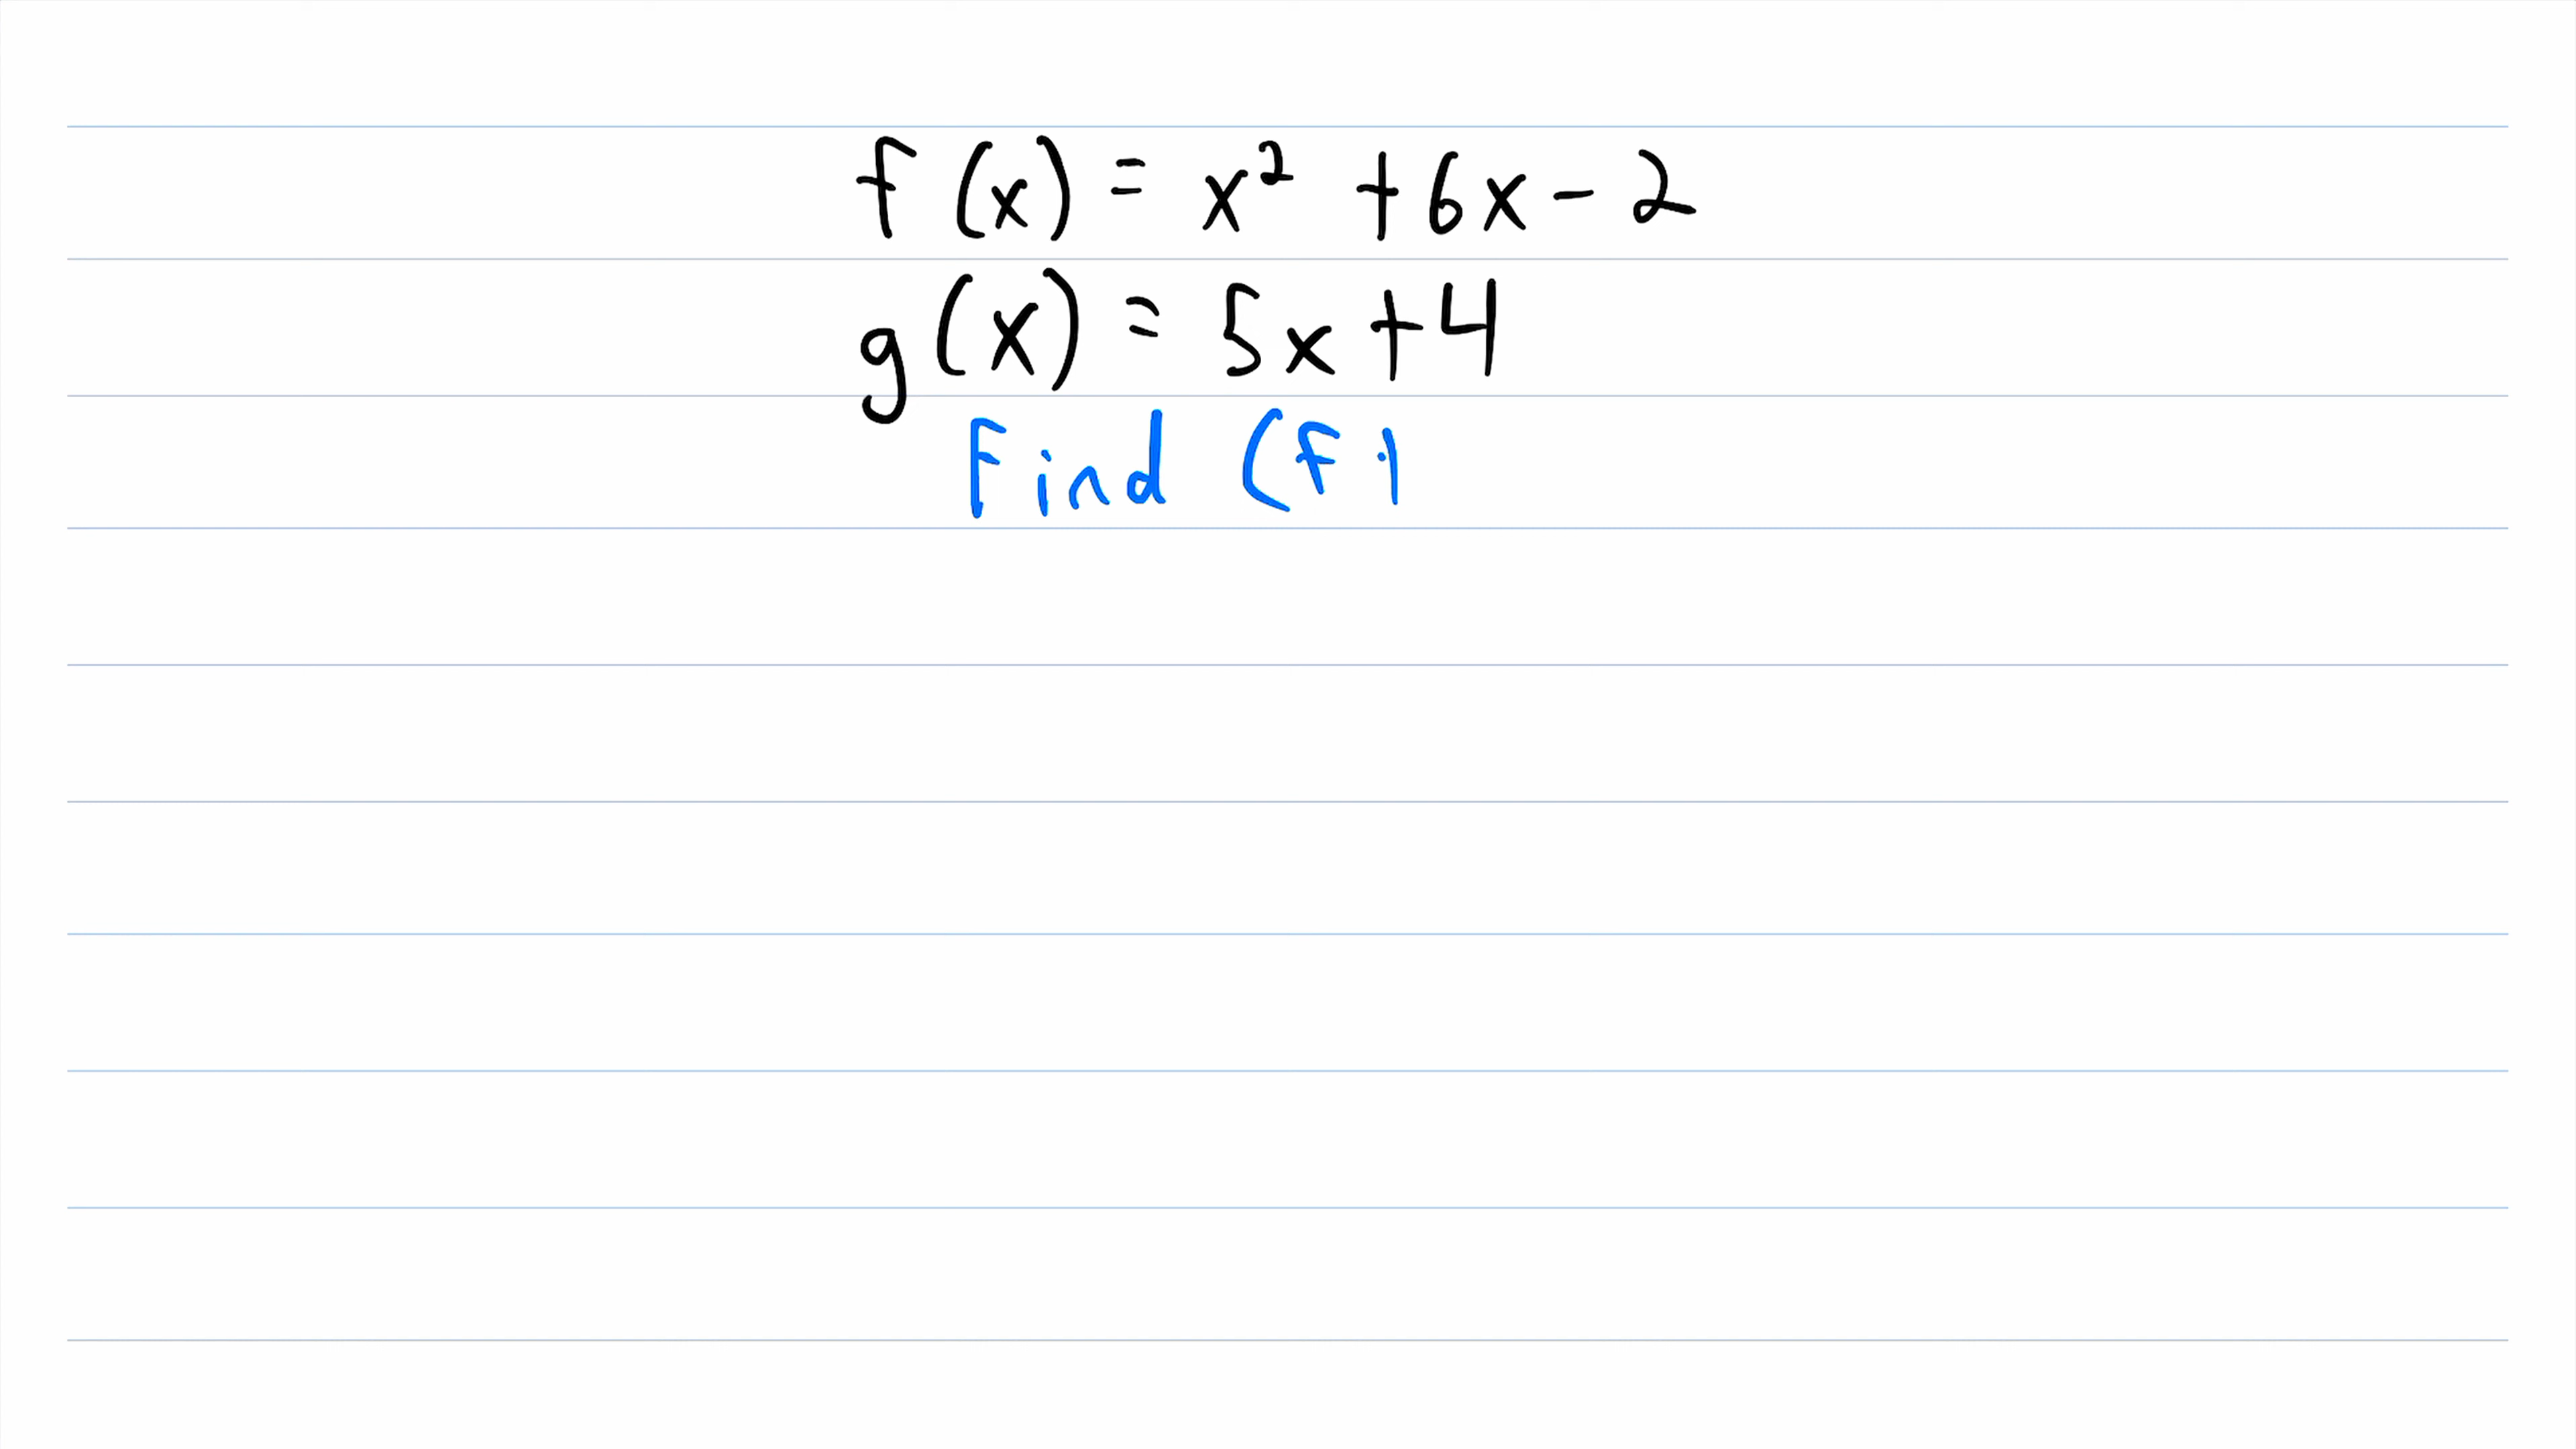 f(x) = x² + 6x - 2
g(x) = 5x + 4
Find (f